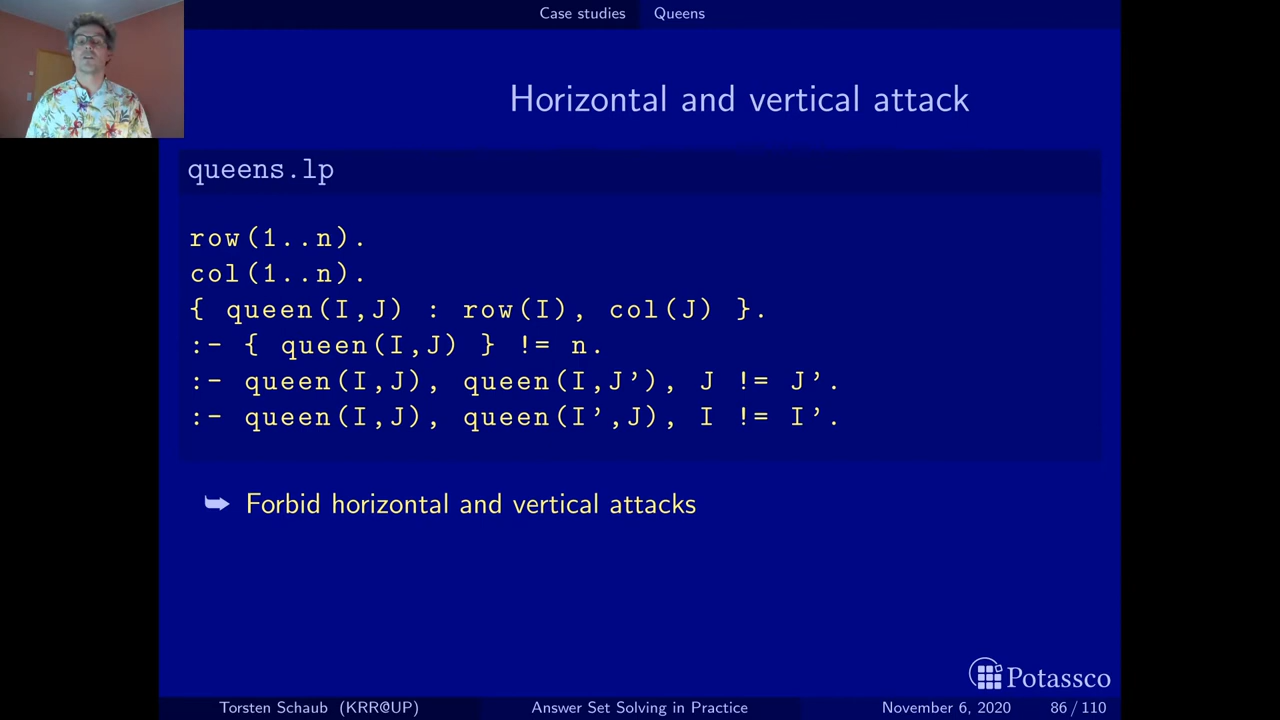 Case studies Queens
Horizontal and vertical attack
queens.lp
row(1..n).
col(1..n).
{ queen(I,J) : row(I), col(J) }.
:- { queen(I,J) } != n.
:- queen(I,J), queen(I,J’), J != J’.
:- queen(I,J), queen(I’,J), I != I’.
➥ Forbid horizontal and vertical attacks
Potassco
Torsten Schaub (KRR@UP) Answer Set Solving in Practice November 6, 2020 86 / 110